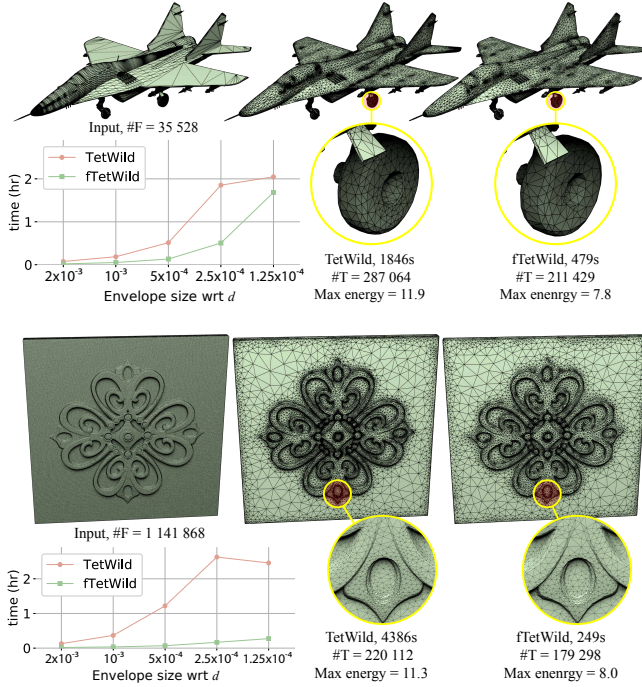 Input, #F = 35 528
TetWild
fTetWild
time (hr)
2
1
0
2x10⁻³
10⁻³
5x10⁻⁴
2.5x10⁻⁴
1.25x10⁻⁴
Envelope size wrt d
TetWild, 1846s
#T = 287 064
Max energy = 11.9
fTetWild, 479s
#T = 211 429
Max enenrgy = 7.8
Input, #F = 1 141 868
TetWild
fTetWild
time (hr)
2
1
0
2x10⁻³
10⁻³
5x10⁻⁴
2.5x10⁻⁴
1.25x10⁻⁴
Envelope size wrt d
TetWild, 4386s
#T = 220 112
Max energy = 11.3
fTetWild, 249s
#T = 179 298
Max energy = 8.0